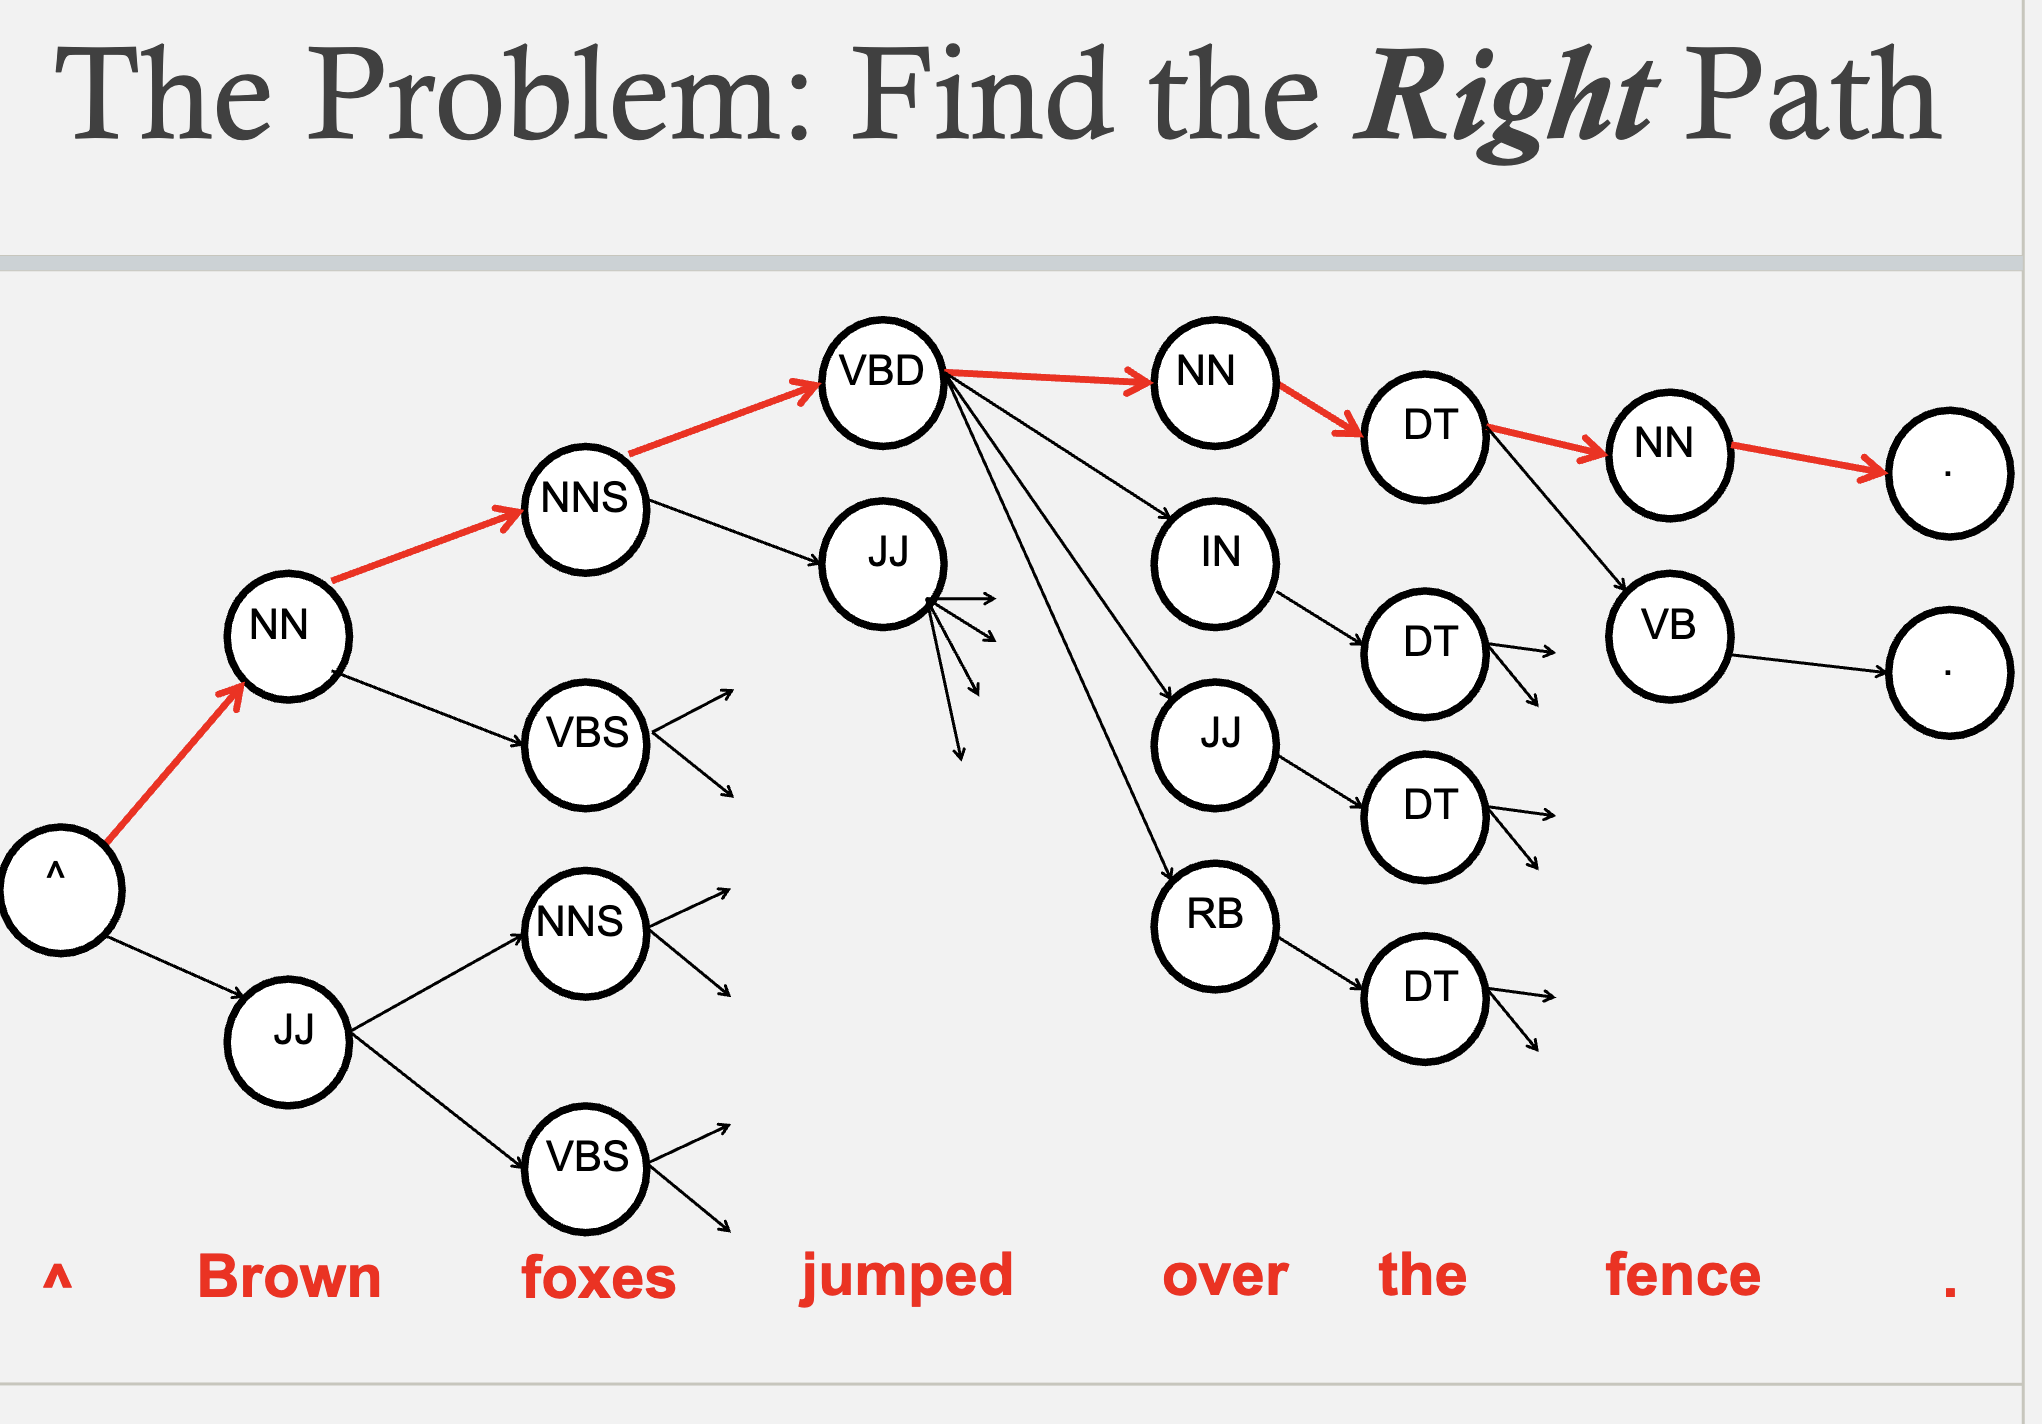 The Problem: Find the Right Path
VBD
NN
DT
NN
.
NNS
JJ
IN
DT
VB
.
NN
VBS
JJ
DT
^
NNS
RB
DT
JJ
VBS
^ Brown foxes jumped over the fence .